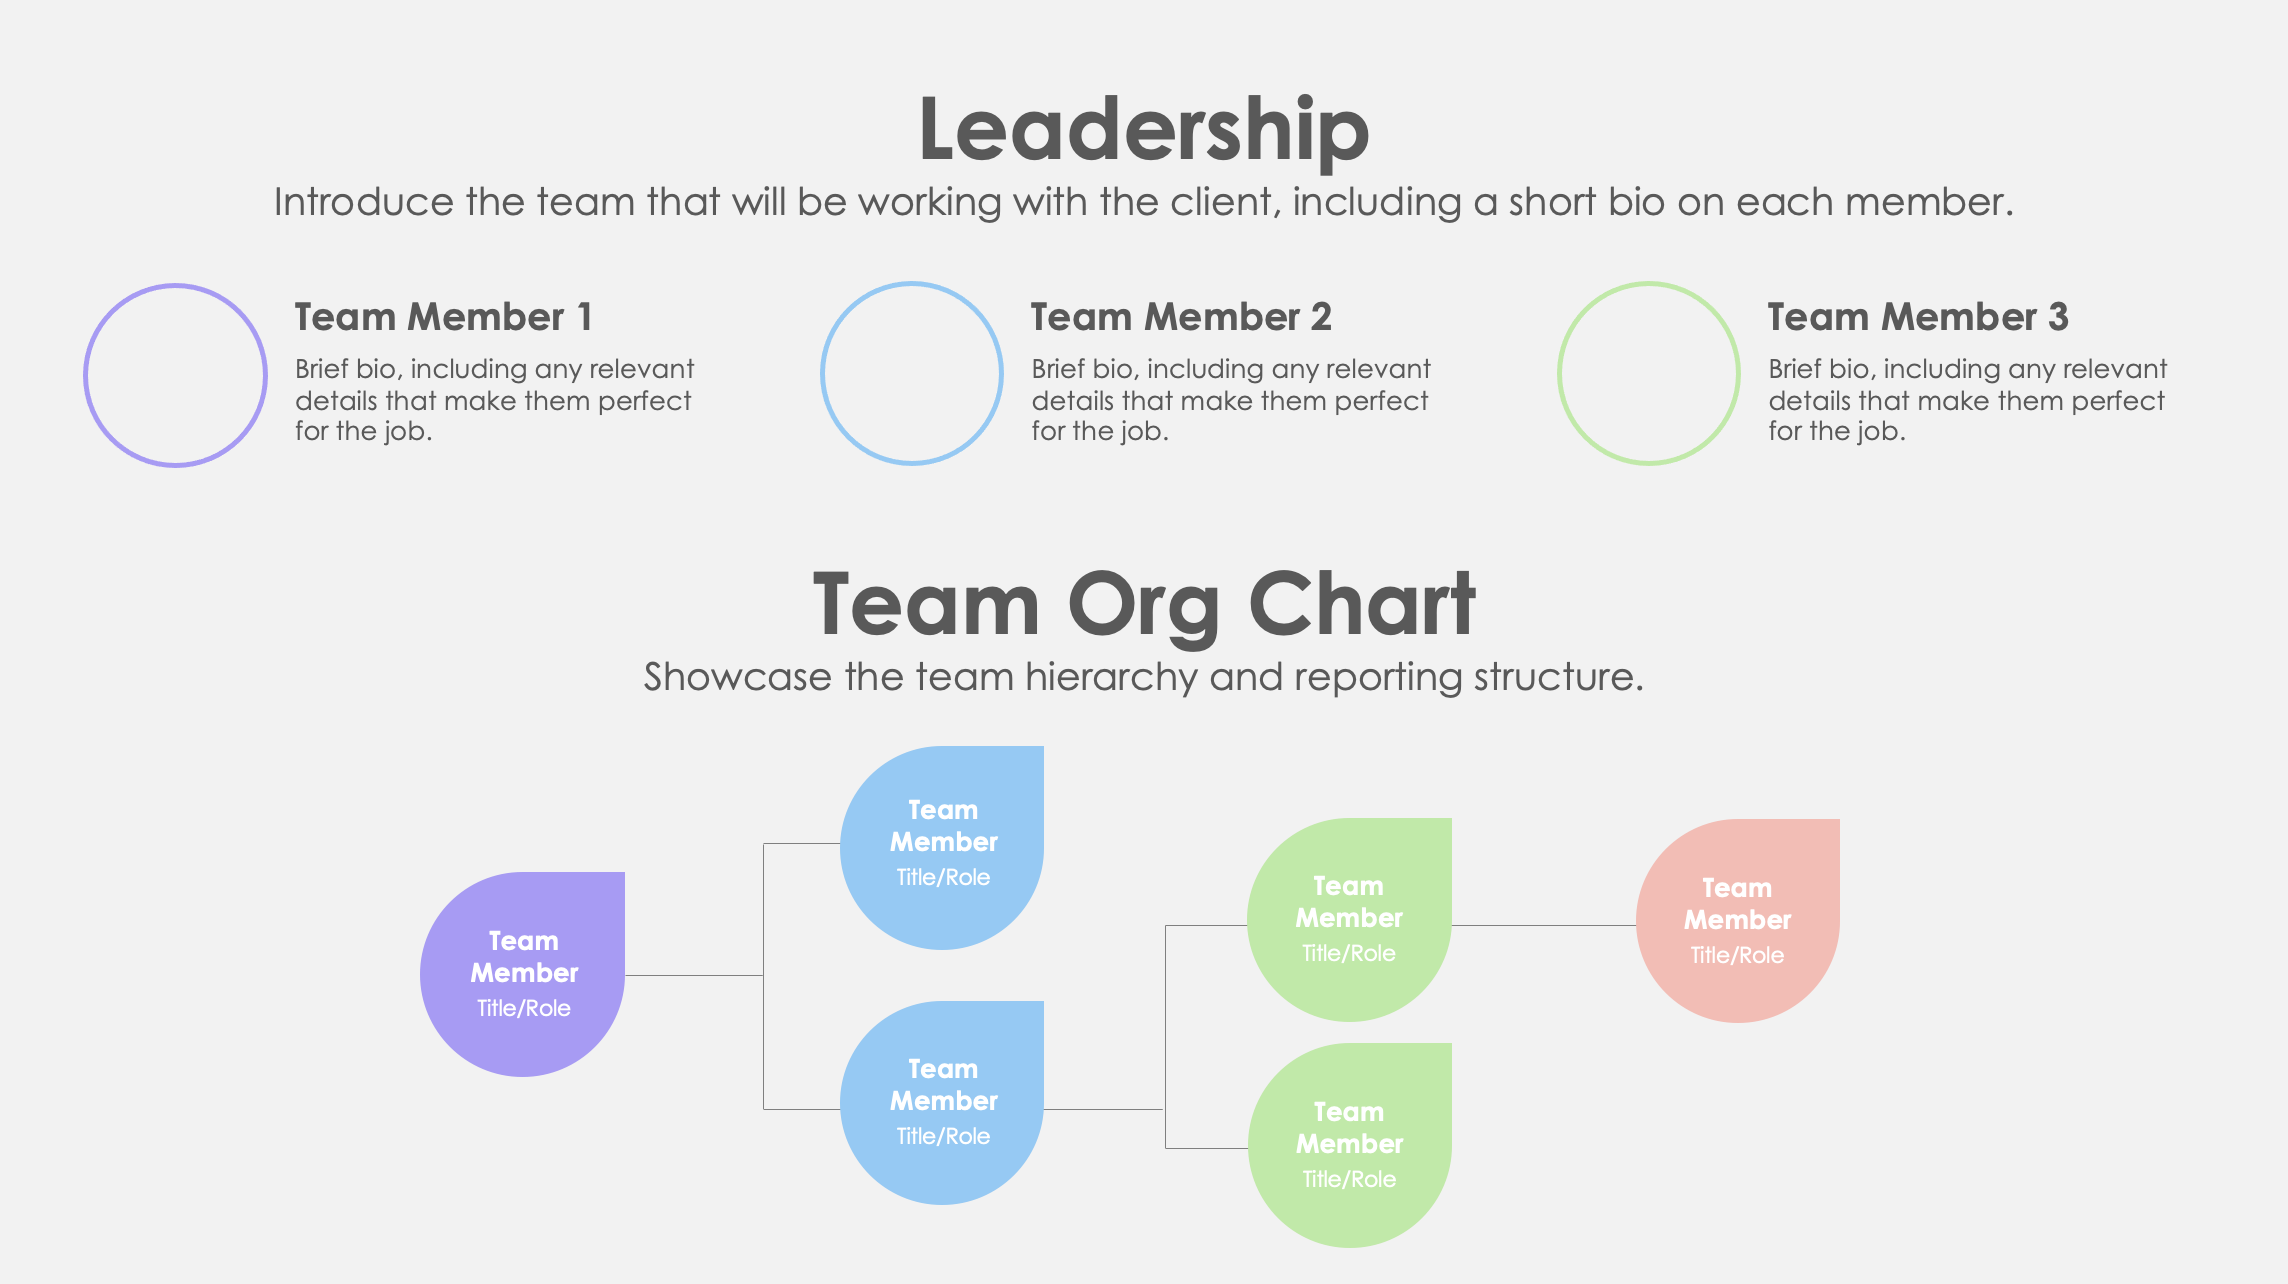 Leadership
Introduce the team that will be working with the client, including a short bio on each member.
Team Member 1
Brief bio, including any relevant
details that make them perfect
for the job.
Team Member 2
Brief bio, including any relevant
details that make them perfect
for the job.
Team Member 3
Brief bio, including any relevant
details that make them perfect
for the job.
Team Org Chart
Showcase the team hierarchy and reporting structure.
Team
Member
Title/Role
Team
Member
Title/Role
Team
Member
Title/Role
Team
Member
Title/Role
Team
Member
Title/Role
Team
Member
Title/Role